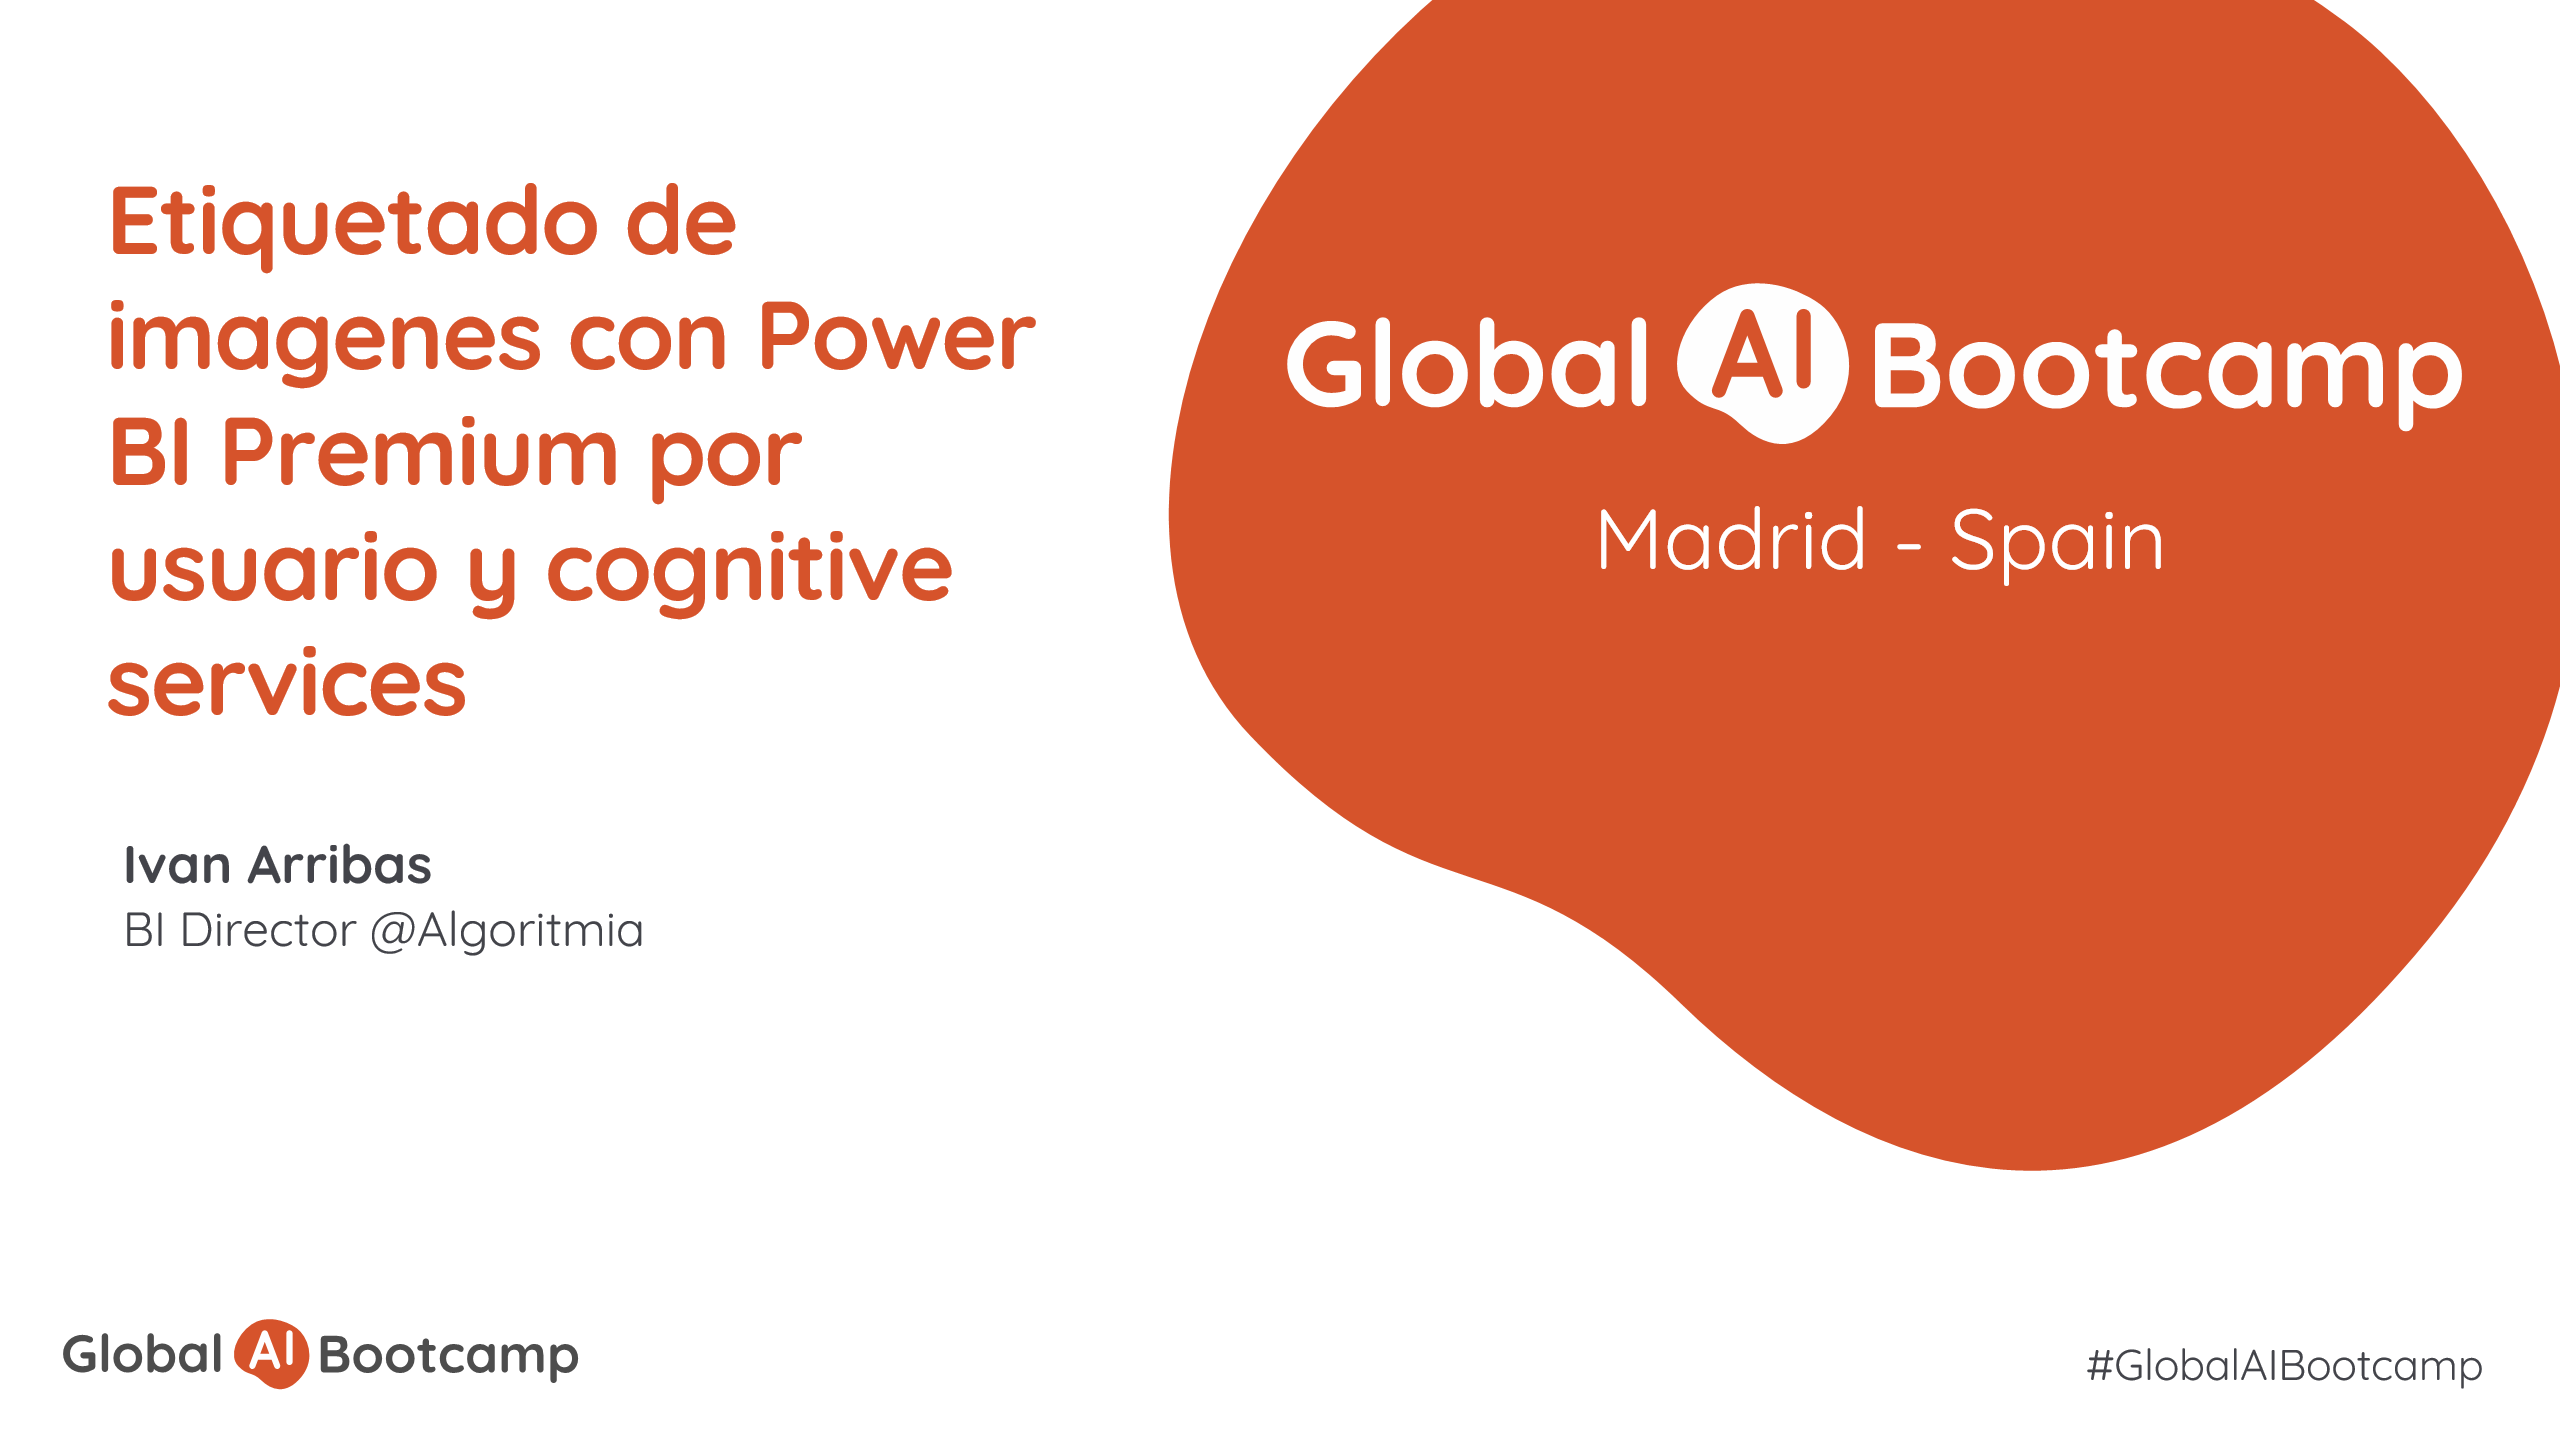 Etiquetado de
imagenes con Power
BI Premium por
usuario y cognitive
services
Ivan Arribas
BI Director @Algoritmia
Global AI Bootcamp
Madrid - Spain
Global AI Bootcamp
#GlobalAIBootcamp